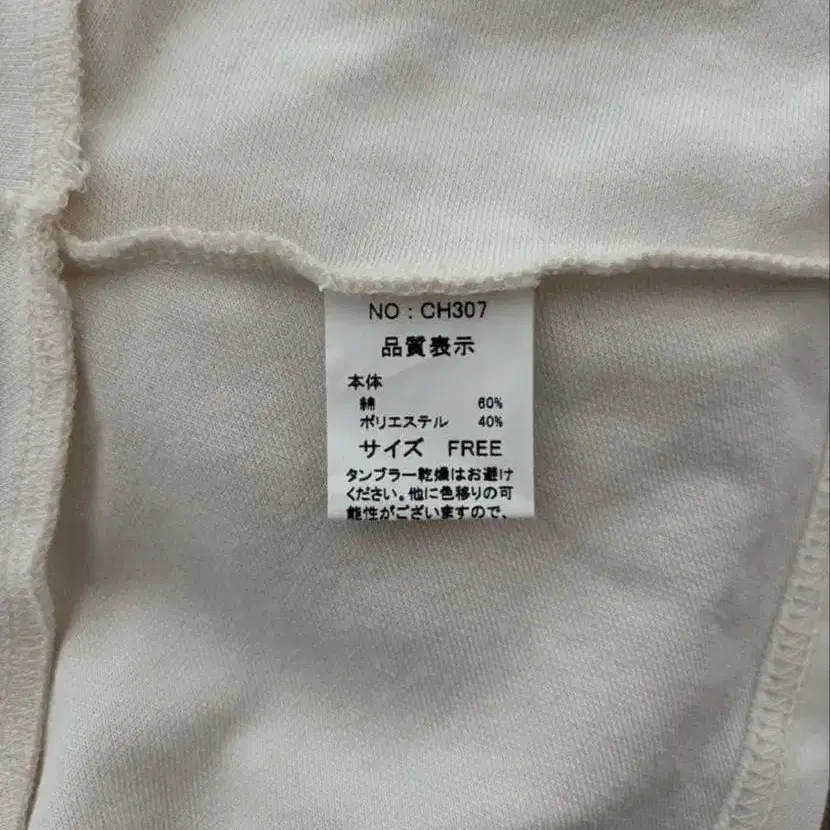 NO : CH307
品質表示
本体
綿 60%
ポリエステル 40%
サイズ FREE
タンブラー乾燥はお避け
ください。他に色移りの可
能性がございますので、